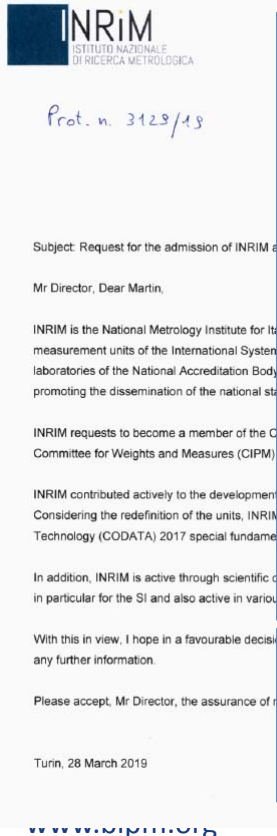 INRiM
ISTITUTO NAZIONALE
DI RICERCA METROLOGICA
Prot. n. 3129/19
Subject: Request for the admission of INRIM
Mr Director, Dear Martin,
INRIM is the National Metrology Institute for
measurement units of the International System
laboratories of the National Accreditation Body
promoting the dissemination of the national
INRIM requests to become a member of the
Committee for Weights and Measures (CIPM)
INRIM contributed actively to the development
Considering the redefinition of the units, INRIM
Technology (CODATA) 2017 special
In addition, INRIM is active through scientific
in particular for the SI and also active in
With this in view, I hope in a favourable
any further information.
Please accept, Mr Director, the assurance of
Turin, 28 March 2019
www.bipm.org